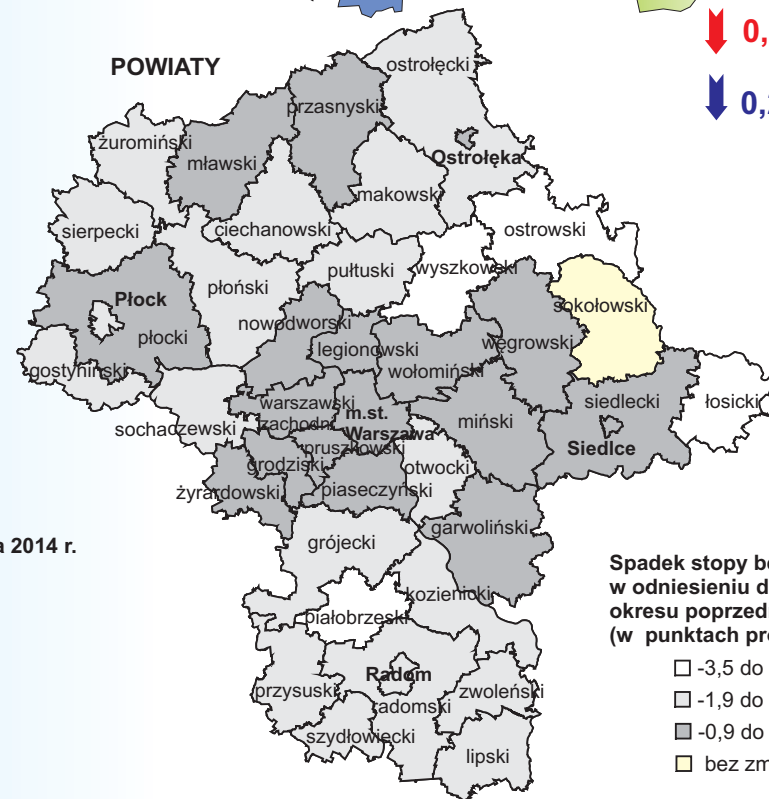 0,
0,
POWIATY
ostrołęcki
przasnyski
żuromiński
mławski
Ostrołęka
makowski
sierpecki
ciechanowski
ostrowski
pułtuski
wyszkowski
płoński
Płock
sokołowski
nowodworski
płocki
legionowski
węgrowski
wołomiński
gostyniński
warszawski
zachodni
m.st.
Warszawa
siedlecki
łosicki
miński
sochaczewski
pruszkowski
Siedlce
grodziski
otwocki
żyrardowski
piaseczyński
garwoliński
a 2014 r.
grójecki
kozienicki
białobrzeski
Radom
przysuski
zwoleński
radomski
szydłowiecki
lipski
Spadek stopy be
w odniesieniu d
okresu poprzed
(w punktach pro
-3,5 do
-1,9 do
-0,9 do
bez zm